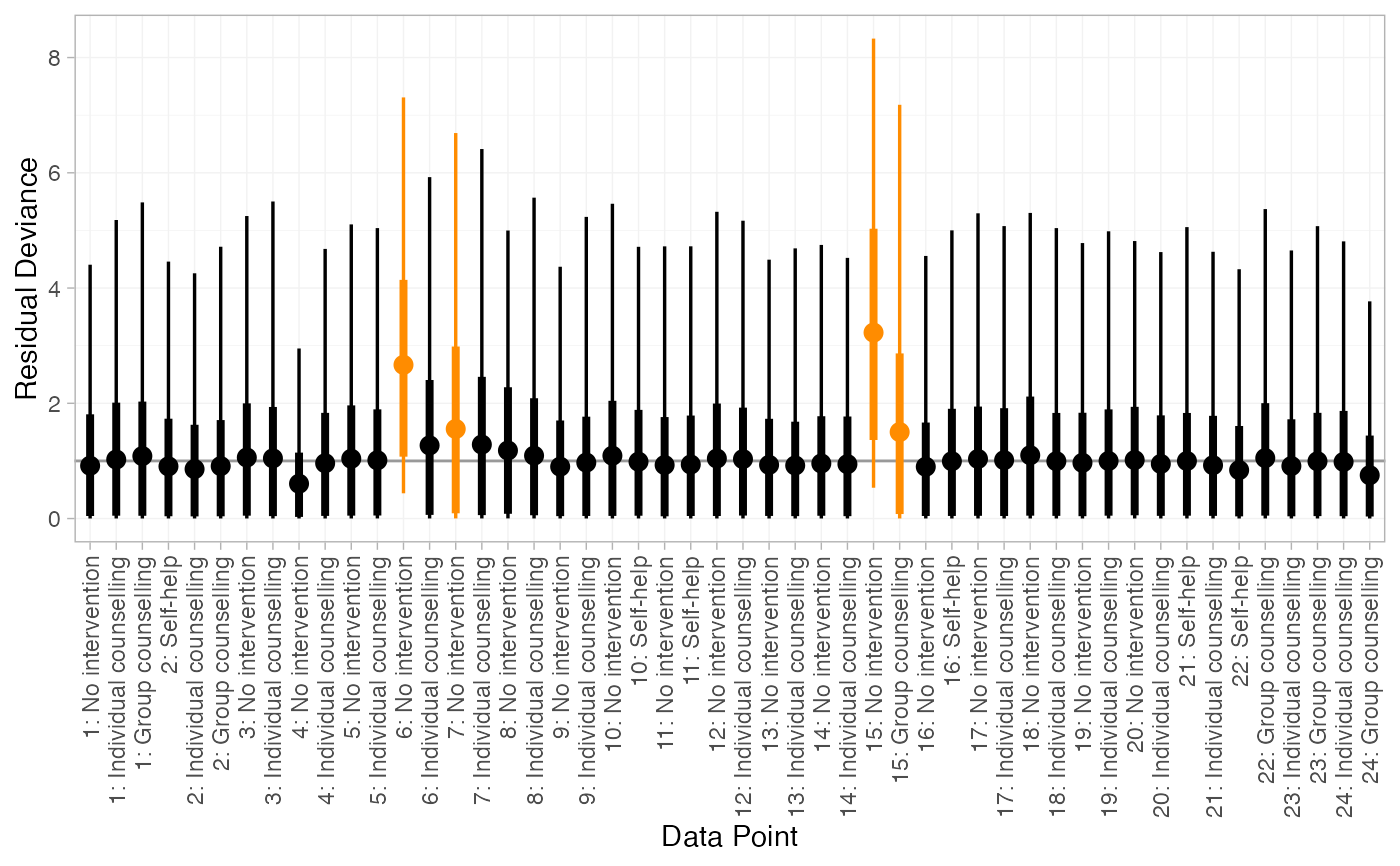 Residual Deviance
8
6
4
2
0
1: No intervention
1: Individual counselling
1: Group counselling
2: Self-help
2: Individual counselling
2: Group counselling
3: No intervention
3: Individual counselling
4: No intervention
4: Individual counselling
5: No intervention
5: Individual counselling
6: No intervention
6: Individual counselling
7: No intervention
7: Individual counselling
8: No intervention
8: Individual counselling
9: No intervention
9: Individual counselling
10: No intervention
10: Self-help
11: No intervention
11: Self-help
12: No intervention
12: Individual counselling
13: No intervention
13: Individual counselling
14: No intervention
14: Individual counselling
15: No intervention
15: Group counselling
16: No intervention
16: Self-help
17: No intervention
17: Individual counselling
18: No intervention
18: Individual counselling
19: No intervention
19: Individual counselling
20: No intervention
20: Individual counselling
21: Self-help
21: Individual counselling
22: Self-help
22: Group counselling
23: Individual counselling
23: Group counselling
24: Individual counselling
24: Group counselling
Data Point